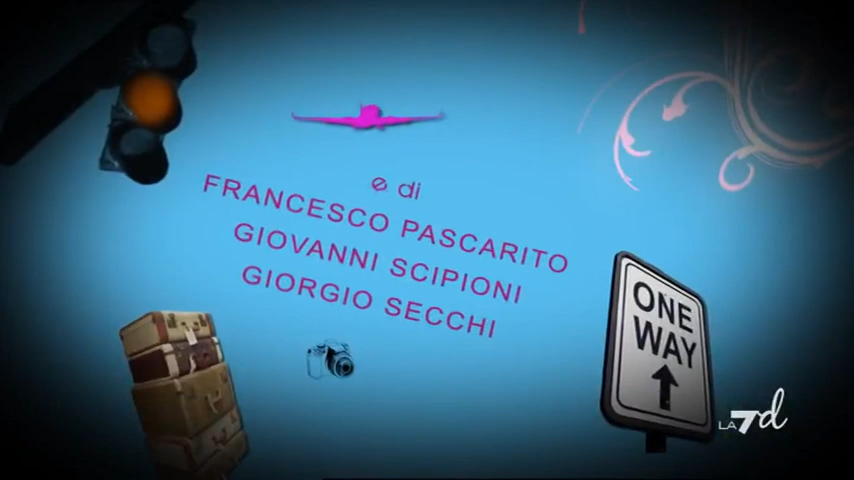 e di
FRANCESCO PASCARITO
GIOVANNI SCIPIONI
GIORGIO SECCHI
ONE
WAY
LA7d